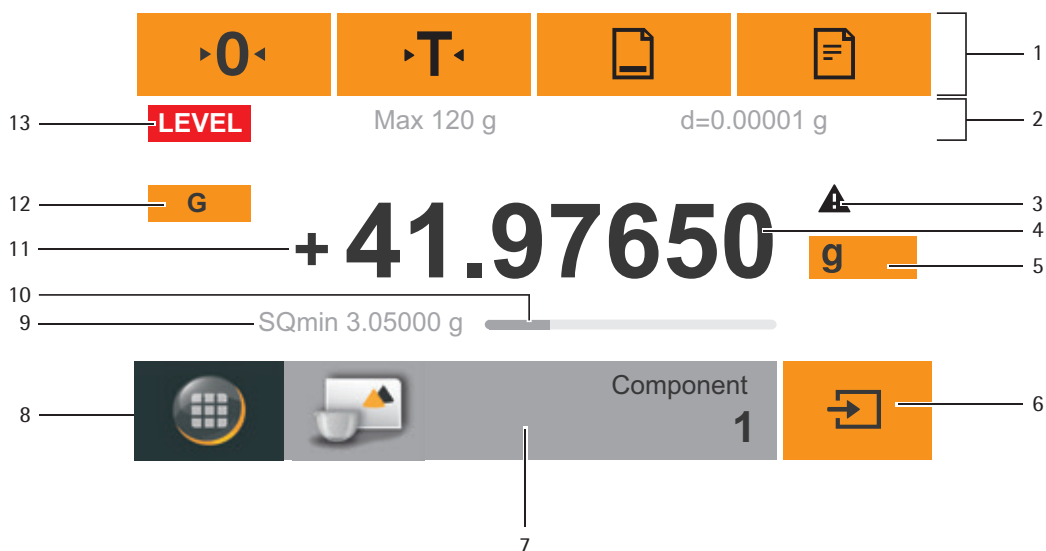 0 T 1
13 LEVEL Max 120 g d=0.00001 g 2
12 G 3
11 + 41.97650 4
g 5
10
9 SQmin 3.05000 g
8 Component 6
1
7